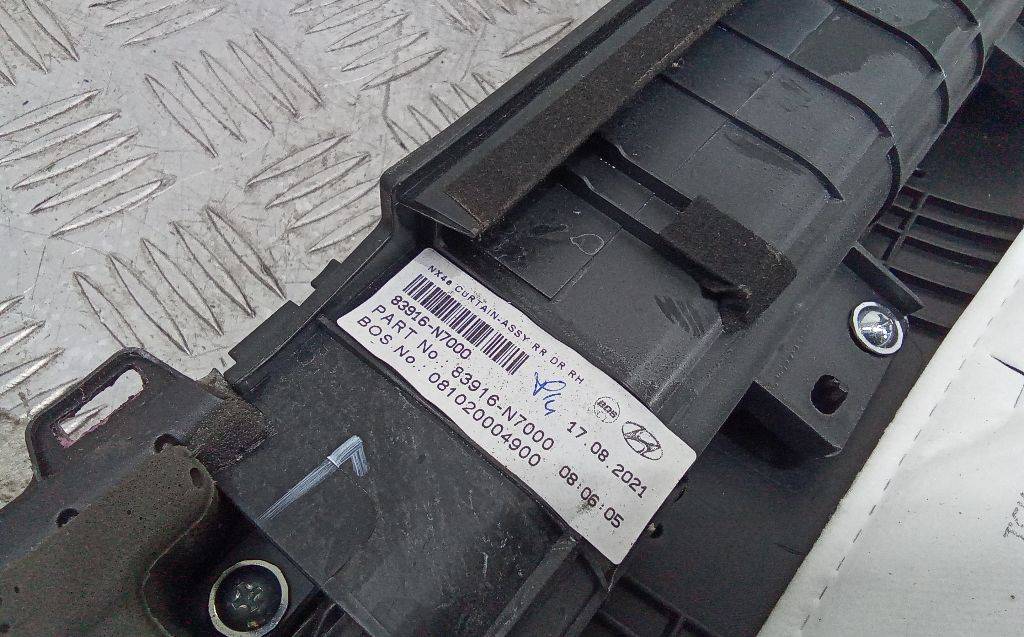 NX4e CURTAIN-ASSY RR DR RH
83916-N7000
PART No.: 83916-N7000 17.08.2021
BOS No.: 081020004900 08:06:05
BOS